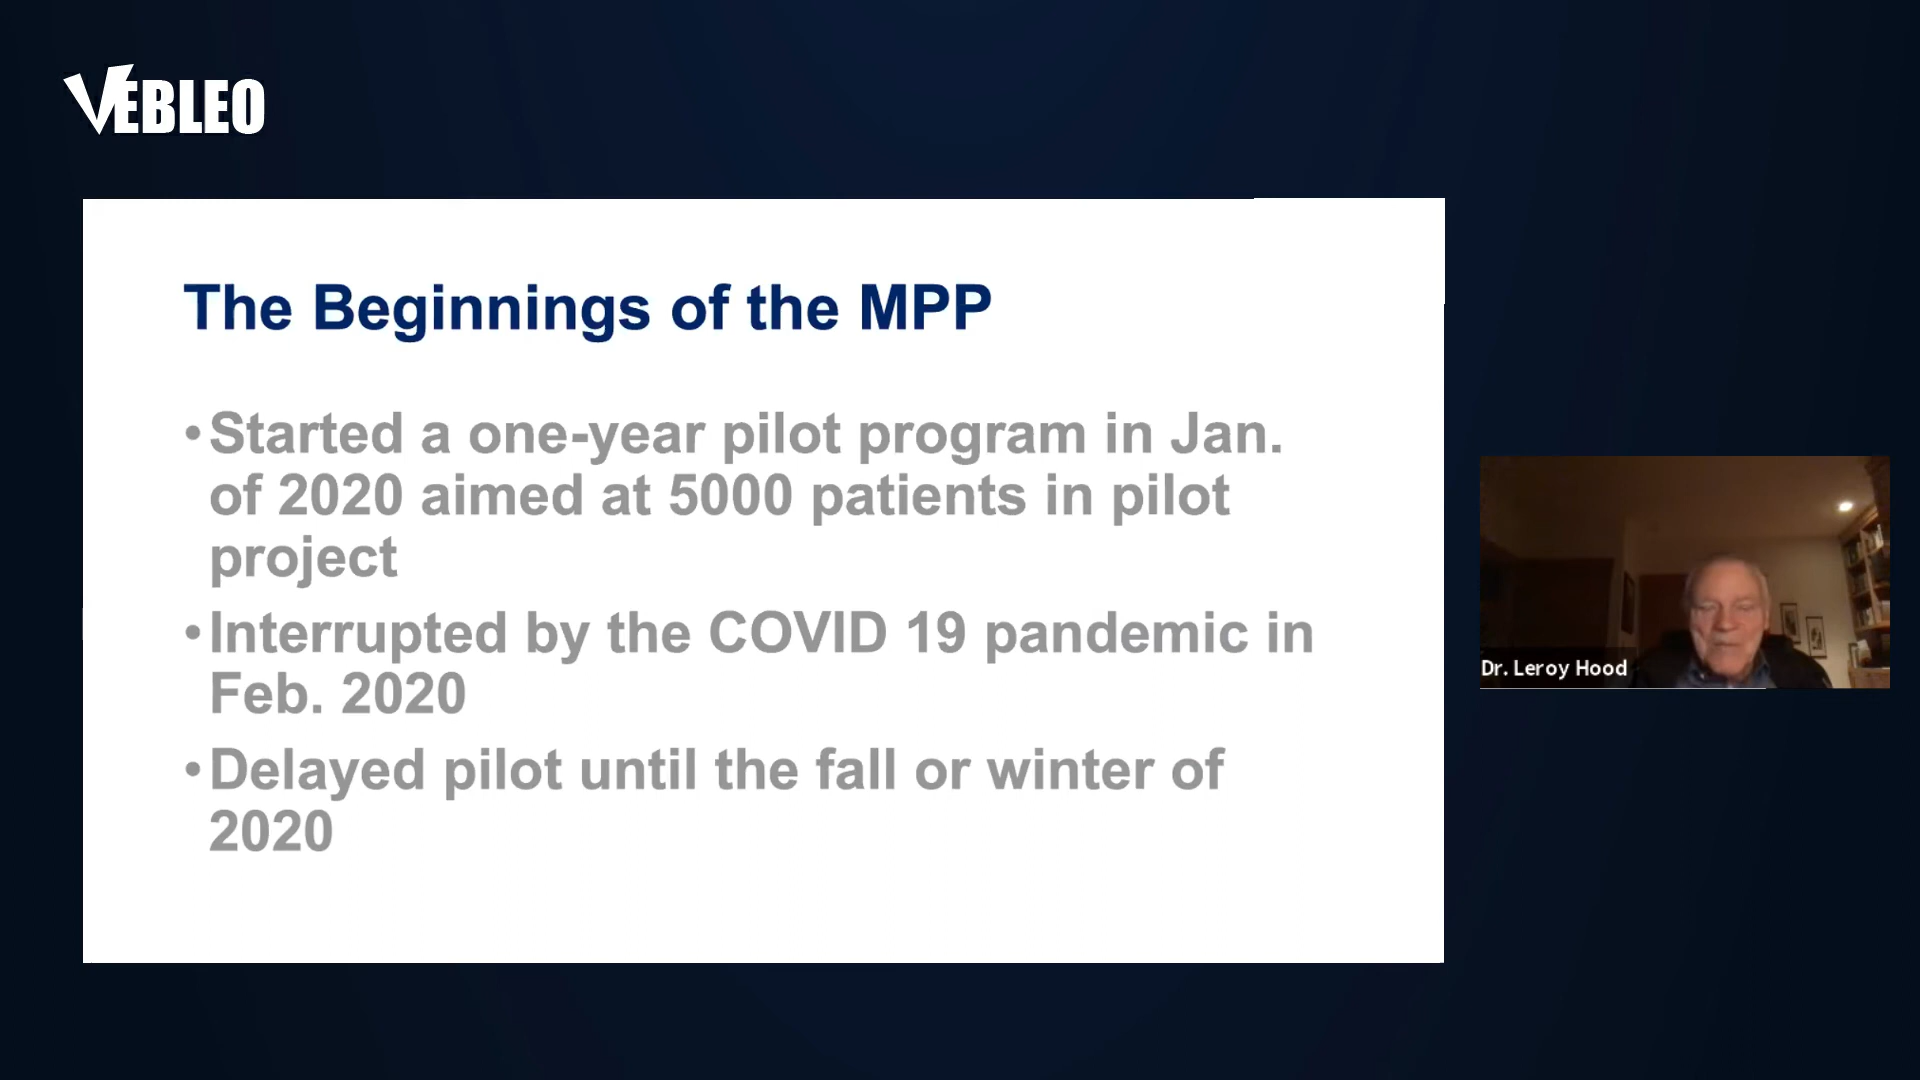 VEBLEO
The Beginnings of the MPP
•Started a one-year pilot program in Jan.
of 2020 aimed at 5000 patients in pilot
project
•Interrupted by the COVID 19 pandemic in
Feb. 2020
•Delayed pilot until the fall or winter of
2020
Dr. Leroy Hood